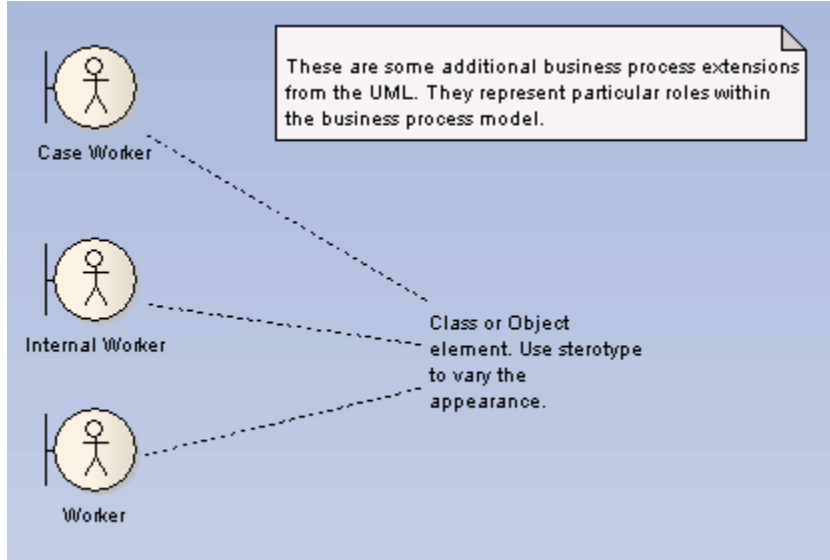 These are some additional business process extensions
from the UML. They represent particular roles within
the business process model.
Case Worker
Internal Worker
Class or Object
element. Use sterotype
to vary the
appearance.
Worker